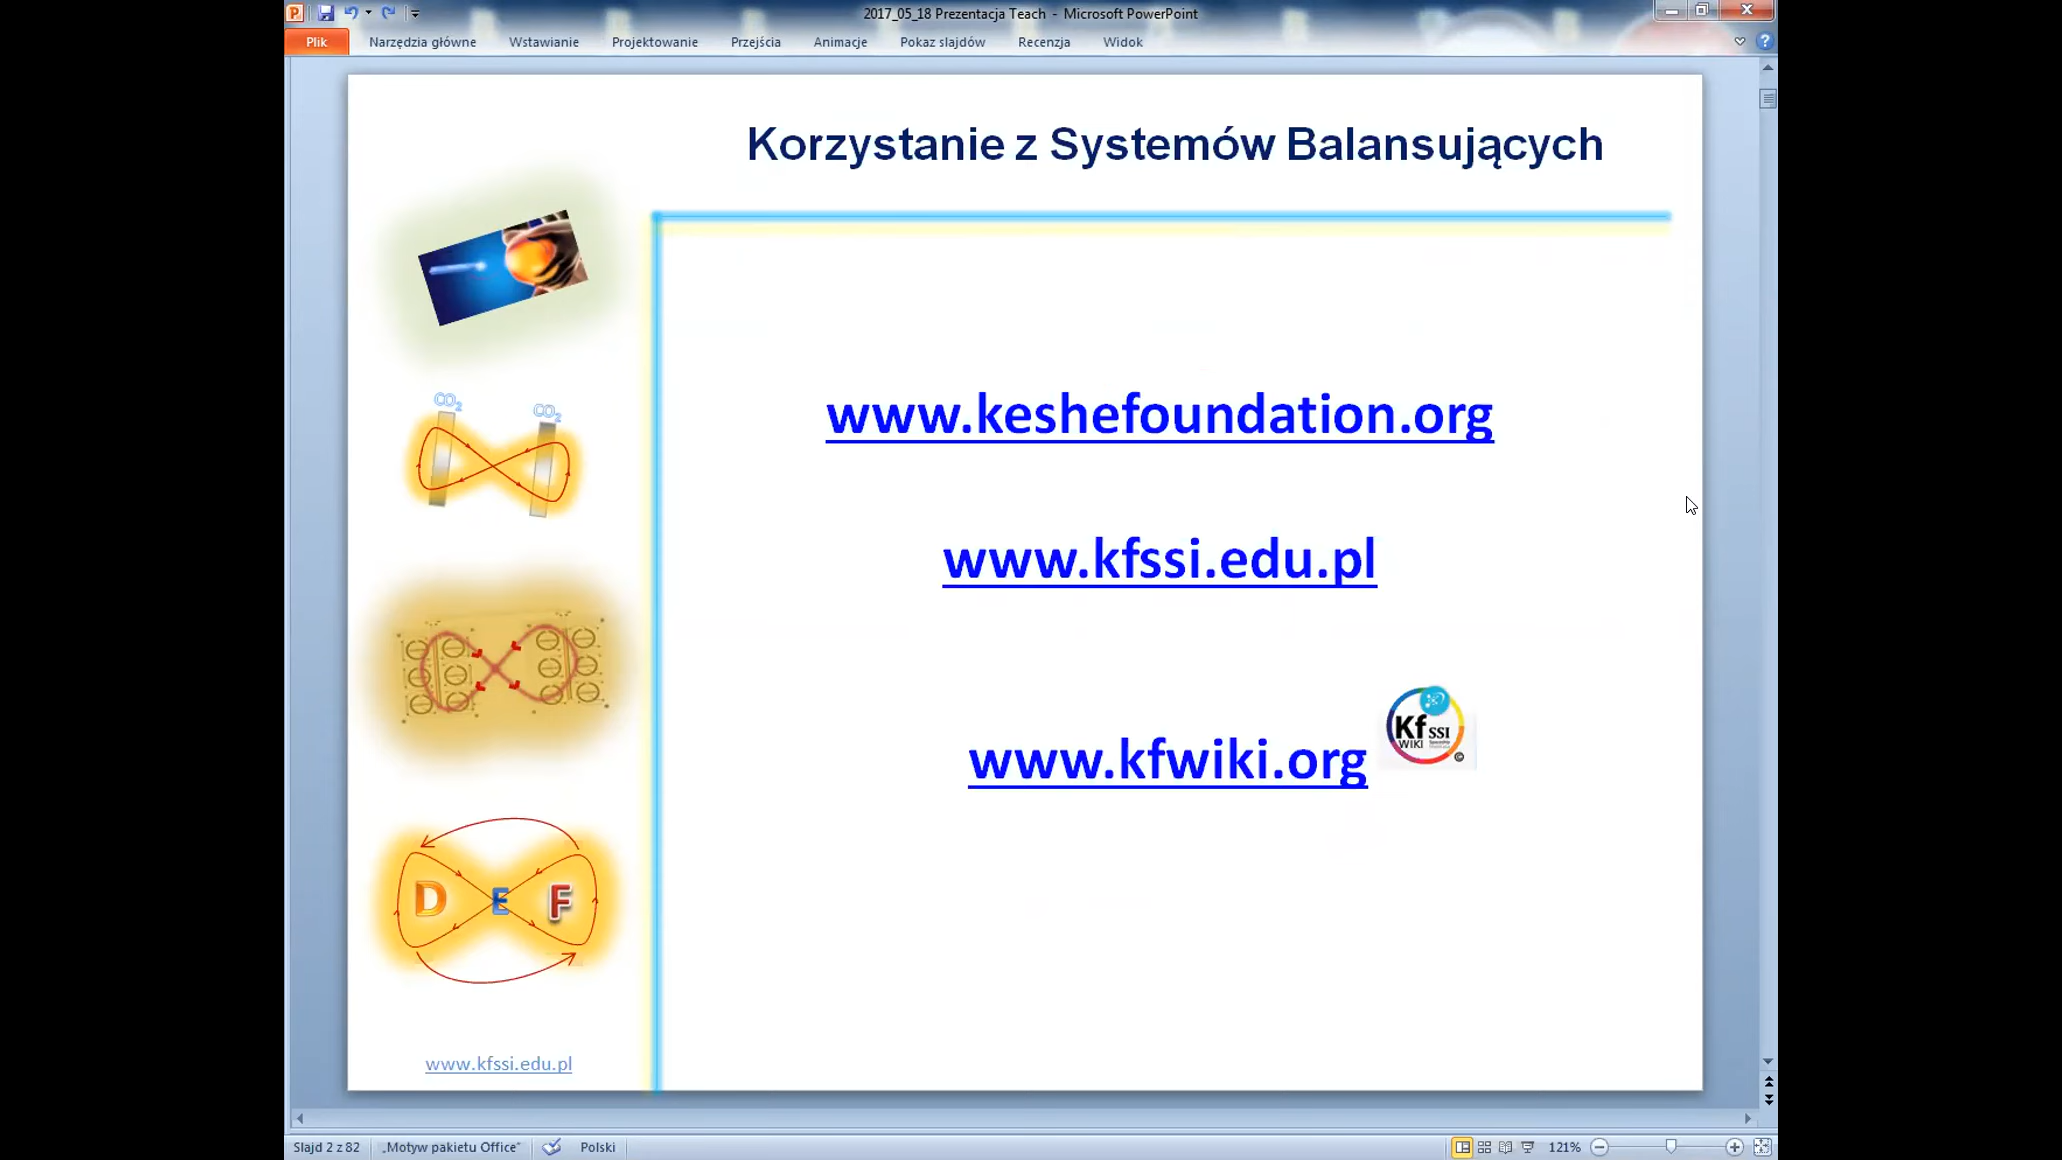 2017_05_18 Prezentacja Teach - Microsoft PowerPoint
Plik Narzędzia główne Wstawianie Projektowanie Przejścia Animacje Pokaz slajdów Recenzja Widok
Korzystanie z Systemów Balansujących
www.keshefoundation.org
CO2
CO2
www.kfssi.edu.pl
Kf SSI
WIKI
www.kfwiki.org
D E F
www.kfssi.edu.pl
Slajd 2 z 82 „Motyw pakietu Office” Polski 121%